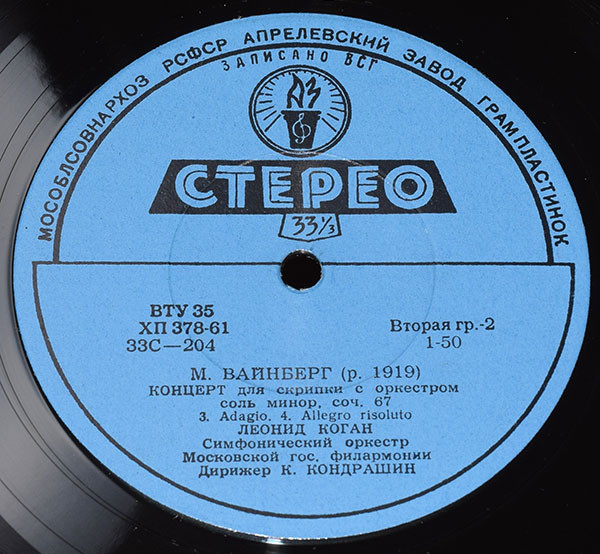 МОСОБЛСОВНАРХОЗ РСФСР АПРЕЛЕВСКИЙ ЗАВОД ГРАМПЛАСТИНОК
ЗАПИСАНО ВСГ
АЗ
СТЕРЕО
33⅓
ВТУ 35
ХП 378-61
33С—204
Вторая гр.-2
1-50
М. ВАЙНБЕРГ (р. 1919)
КОНЦЕРТ для скрипки с оркестром
соль минор, соч. 67
3. Adagio. 4. Allegro risoluto
ЛЕОНИД КОГАН
Симфонический оркестр
Московской гос. филармонии
Дирижер К. КОНДРАШИН